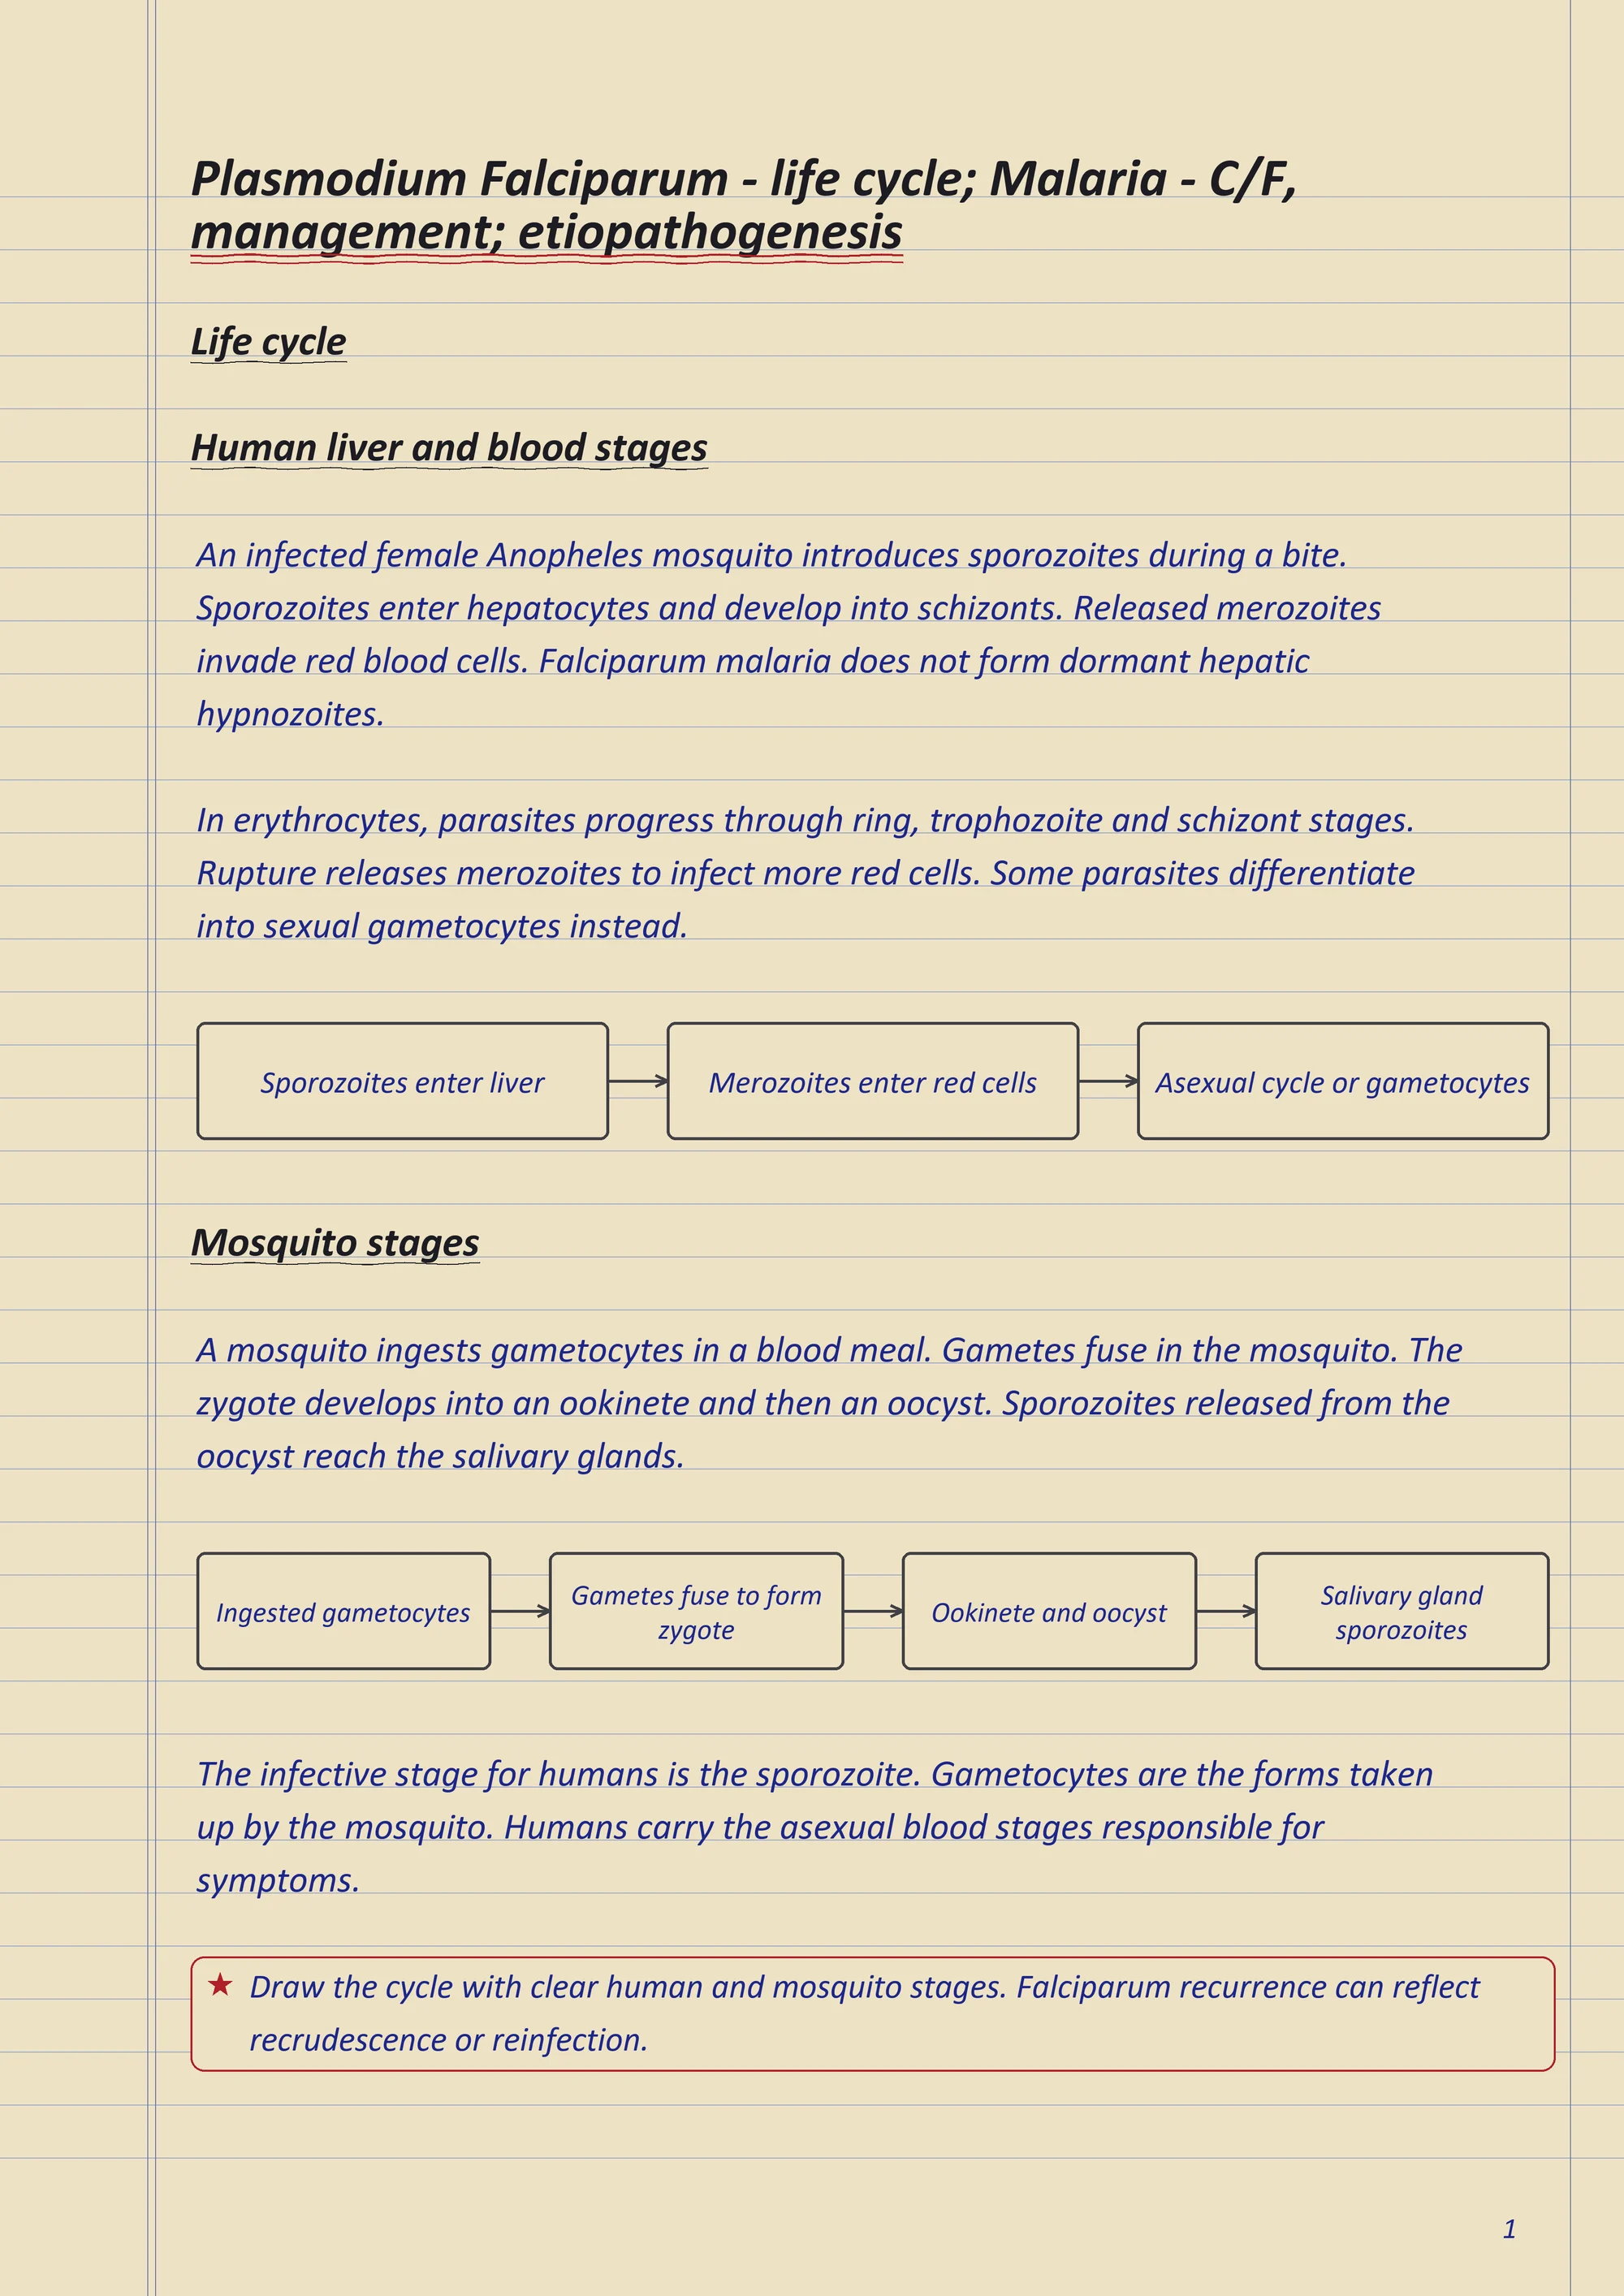 Plasmodium Falciparum - life cycle; Malaria - C/F,
management; etiopathogenesis
Life cycle
Human liver and blood stages
An infected female Anopheles mosquito introduces sporozoites during a bite.
Sporozoites enter hepatocytes and develop into schizonts. Released merozoites
invade red blood cells. Falciparum malaria does not form dormant hepatic
hypnozoites.
In erythrocytes, parasites progress through ring, trophozoite and schizont stages.
Rupture releases merozoites to infect more red cells. Some parasites differentiate
into sexual gametocytes instead.
Sporozoites enter liver
Merozoites enter red cells
Asexual cycle or gametocytes
Mosquito stages
A mosquito ingests gametocytes in a blood meal. Gametes fuse in the mosquito. The
zygote develops into an ookinete and then an oocyst. Sporozoites released from the
oocyst reach the salivary glands.
Ingested gametocytes
Gametes fuse to form
zygote
Ookinete and oocyst
Salivary gland
sporozoites
The infective stage for humans is the sporozoite. Gametocytes are the forms taken
up by the mosquito. Humans carry the asexual blood stages responsible for
symptoms.
★ Draw the cycle with clear human and mosquito stages. Falciparum recurrence can reflect
recrudescence or reinfection.
1